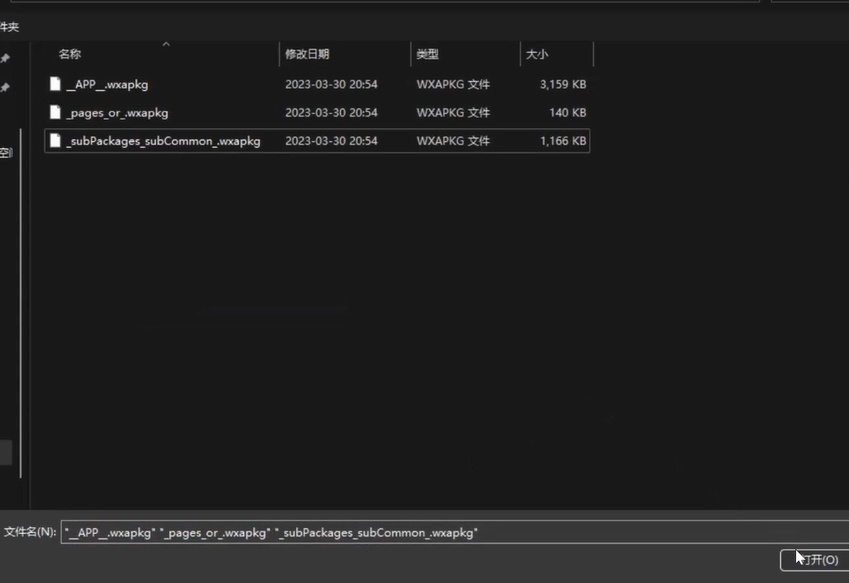 件夹
名称 修改日期 类型 大小
__APP__.wxapkg 2023-03-30 20:54 WXAPKG 文件 3,159 KB
_pages_or_.wxapkg 2023-03-30 20:54 WXAPKG 文件 140 KB
_subPackages_subCommon_.wxapkg 2023-03-30 20:54 WXAPKG 文件 1,166 KB
文件名(N): "__APP__.wxapkg" "_pages_or_.wxapkg" "_subPackages_subCommon_.wxapkg"
打开(O)